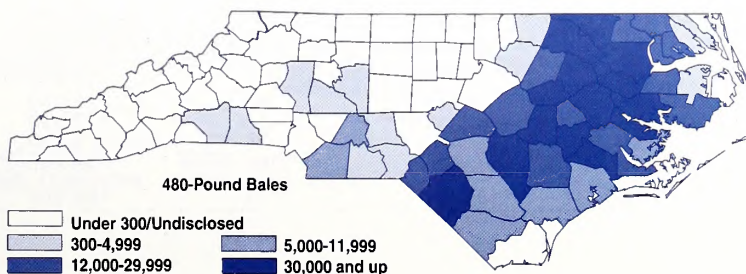 480-Pound Bales
Under 300/Undisclosed
300-4,999
5,000-11,999
12,000-29,999
30,000 and up